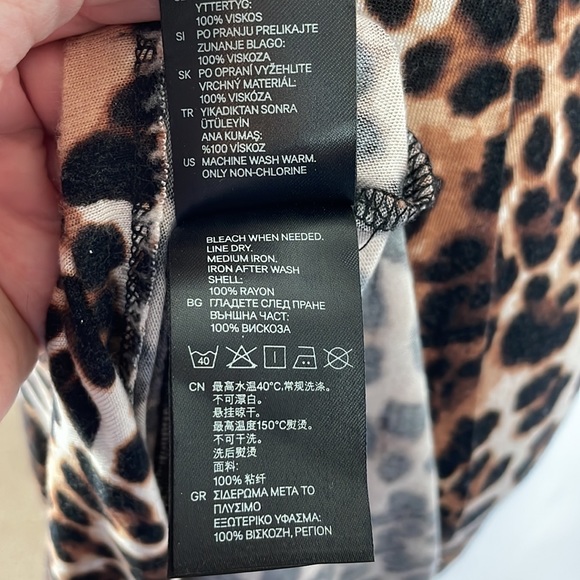 YTTERTYG:
100% VISKOS
SI PO PRANJU PRELIKAJTE
ZUNANJE BLAGO:
100% VISKOZA
SK PO OPRANÍ VYŽEHLITE
VRCHNÝ MATERIÁL:
100% VISKÓZA
TR YIKADIKTAN SONRA
ÜTÜLEYİN
ANA KUMAŞ:
%100 VİSKOZ
US MACHINE WASH WARM.
ONLY NON-CHLORINE
BLEACH WHEN NEEDED.
LINE DRY.
MEDIUM IRON.
IRON AFTER WASH
SHELL:
100% RAYON
BG ГЛАДЕТЕ СЛЕД ПРАНЕ
ВЪНШНА ЧАСТ:
100% ВИСКОЗА
40
CN 最高水温40°C.常规洗涤.
不可漂白.
悬挂晾干.
最高温度150°C熨烫
不可干洗.
洗后熨烫
面料:
100% 粘纤
GR ΣΙΔΕΡΩΜΑ ΜΕΤΑ ΤΟ
ΠΛΥΣΙΜΟ
ΕΞΩΤΕΡΙΚΟ ΥΦΑΣΜΑ:
100% ΒΙΣΚΟΖΗ, ΡΕΓΙΟΝ